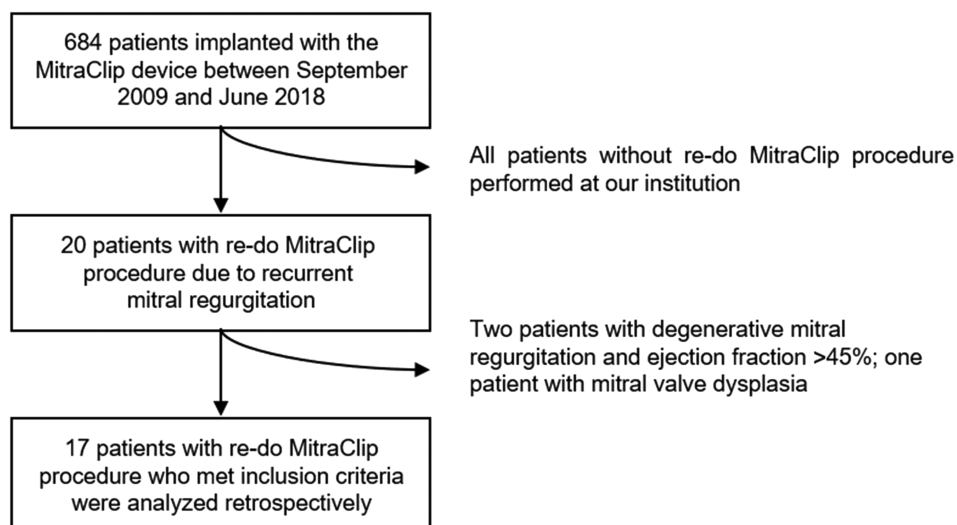 684 patients implanted with the
MitraClip device between September
2009 and June 2018
All patients without re-do MitraClip procedure
performed at our institution
20 patients with re-do MitraClip
procedure due to recurrent
mitral regurgitation
Two patients with degenerative mitral
regurgitation and ejection fraction >45%; one
patient with mitral valve dysplasia
17 patients with re-do MitraClip
procedure who met inclusion criteria
were analyzed retrospectively